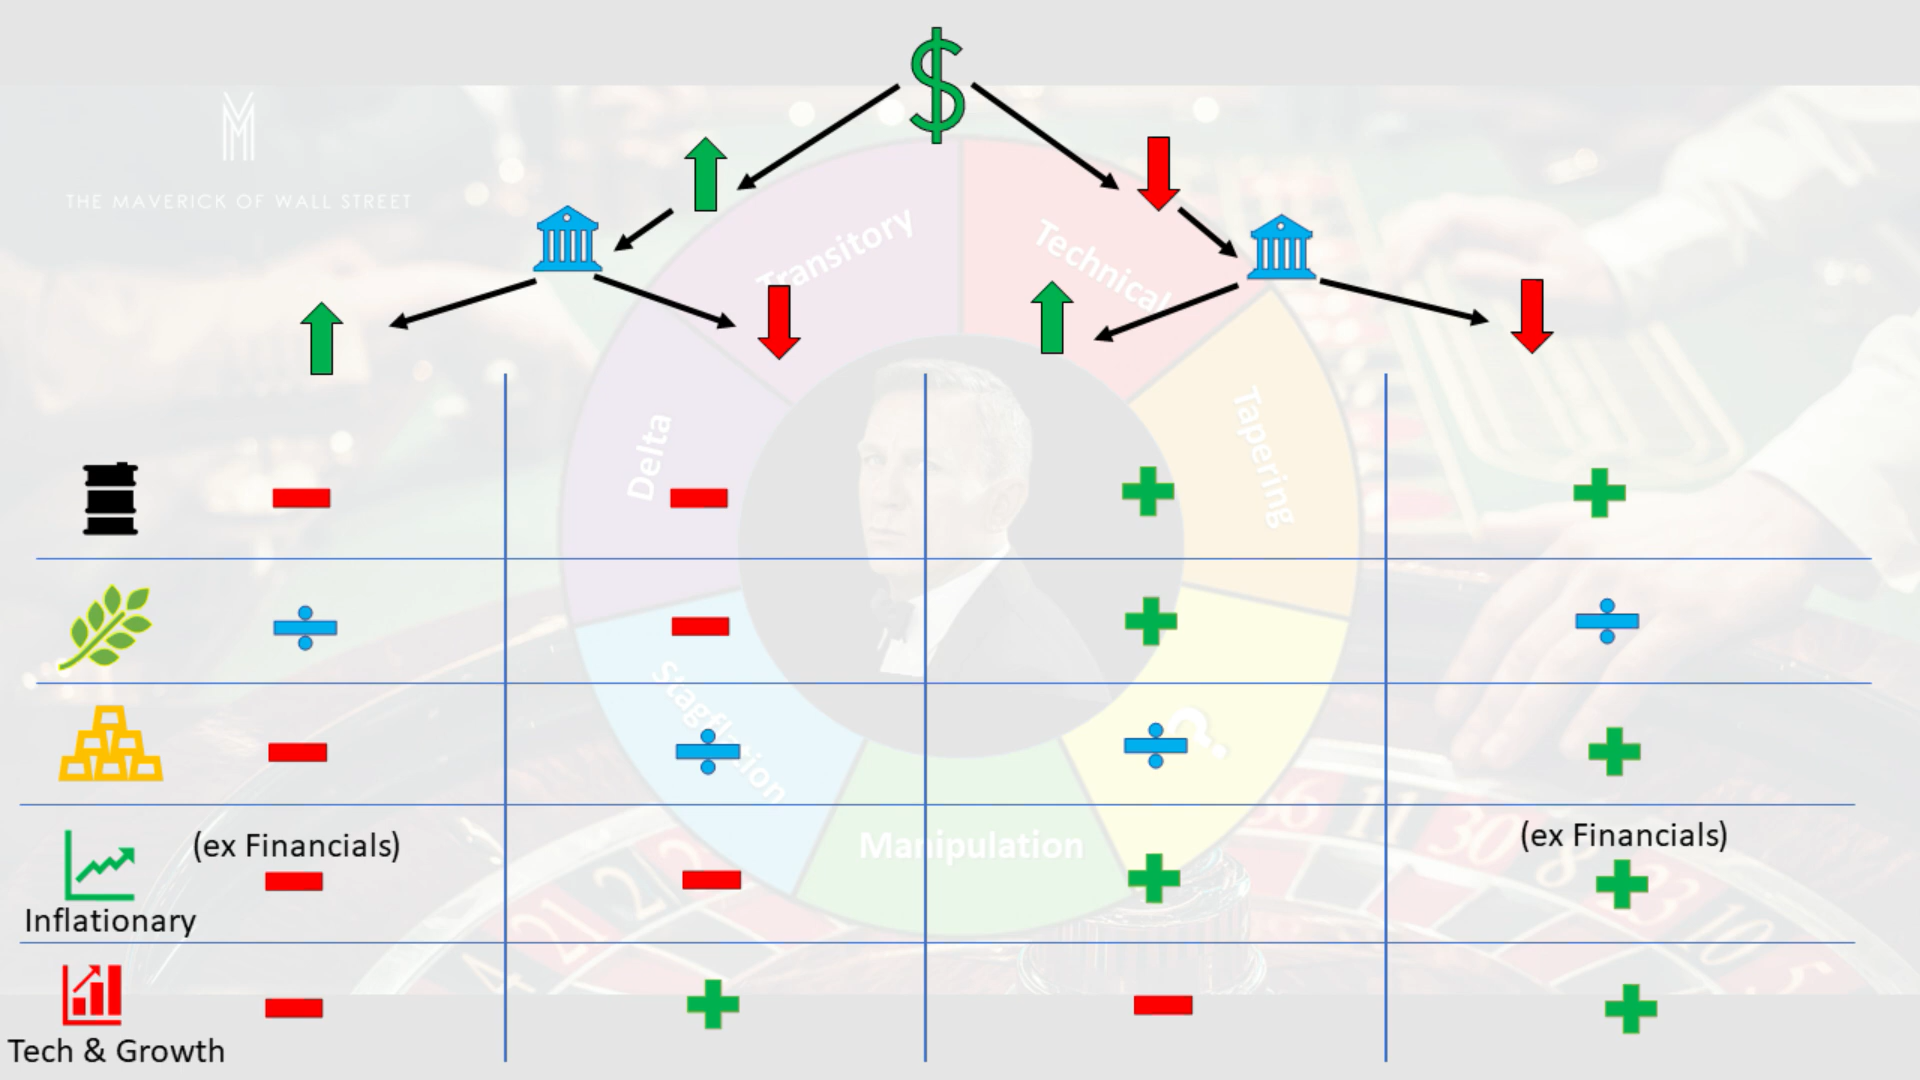 $
THE MAVERICK OF WALL STREET
Transitory
Technical
Delta
Tapering
Stagflation
?
Manipulation
(ex Financials)
(ex Financials)
Inflationary
Tech & Growth